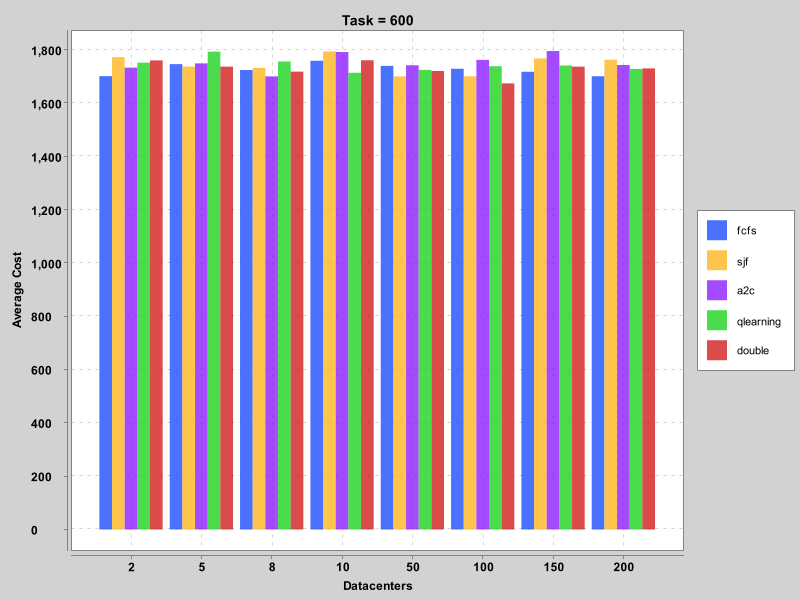 Task = 600
Average Cost
1,800
1,600
1,400
1,200
1,000
800
600
400
200
0
2 5 8 10 50 100 150 200
Datacenters
fcfs
sjf
a2c
qlearning
double